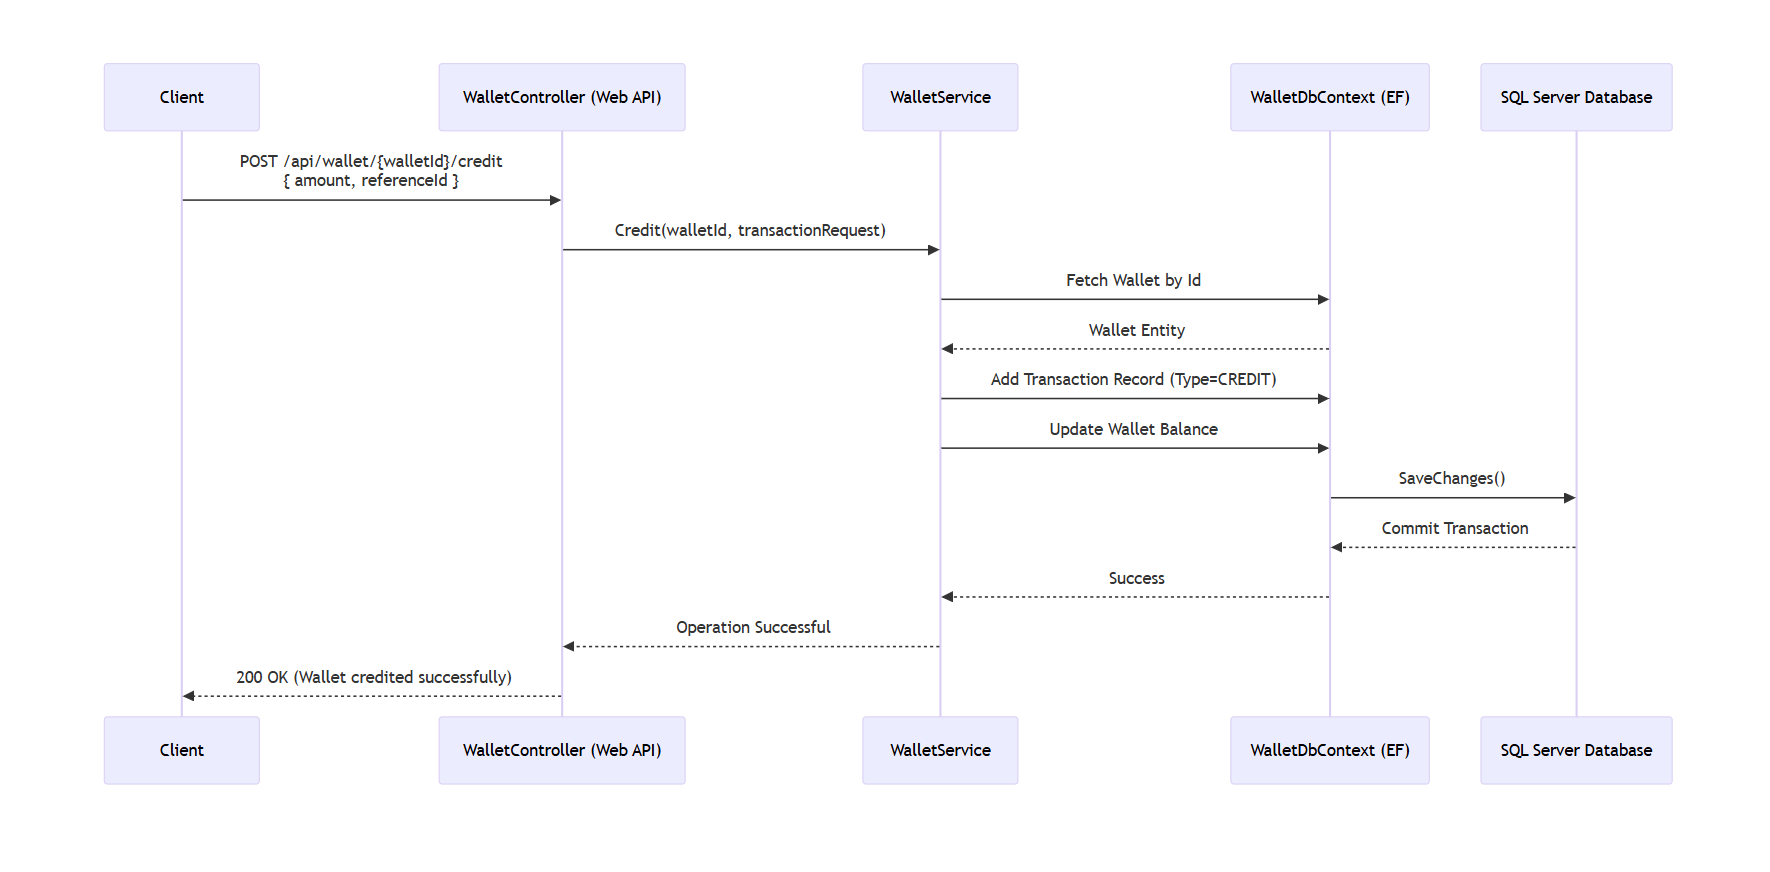 Client
WalletController (Web API)
WalletService
WalletDbContext (EF)
SQL Server Database
POST /api/wallet/{walletId}/credit
{ amount, referenceId }
Credit(walletId, transactionRequest)
Fetch Wallet by Id
Wallet Entity
Add Transaction Record (Type=CREDIT)
Update Wallet Balance
SaveChanges()
Commit Transaction
Success
Operation Successful
200 OK (Wallet credited successfully)
Client
WalletController (Web API)
WalletService
WalletDbContext (EF)
SQL Server Database